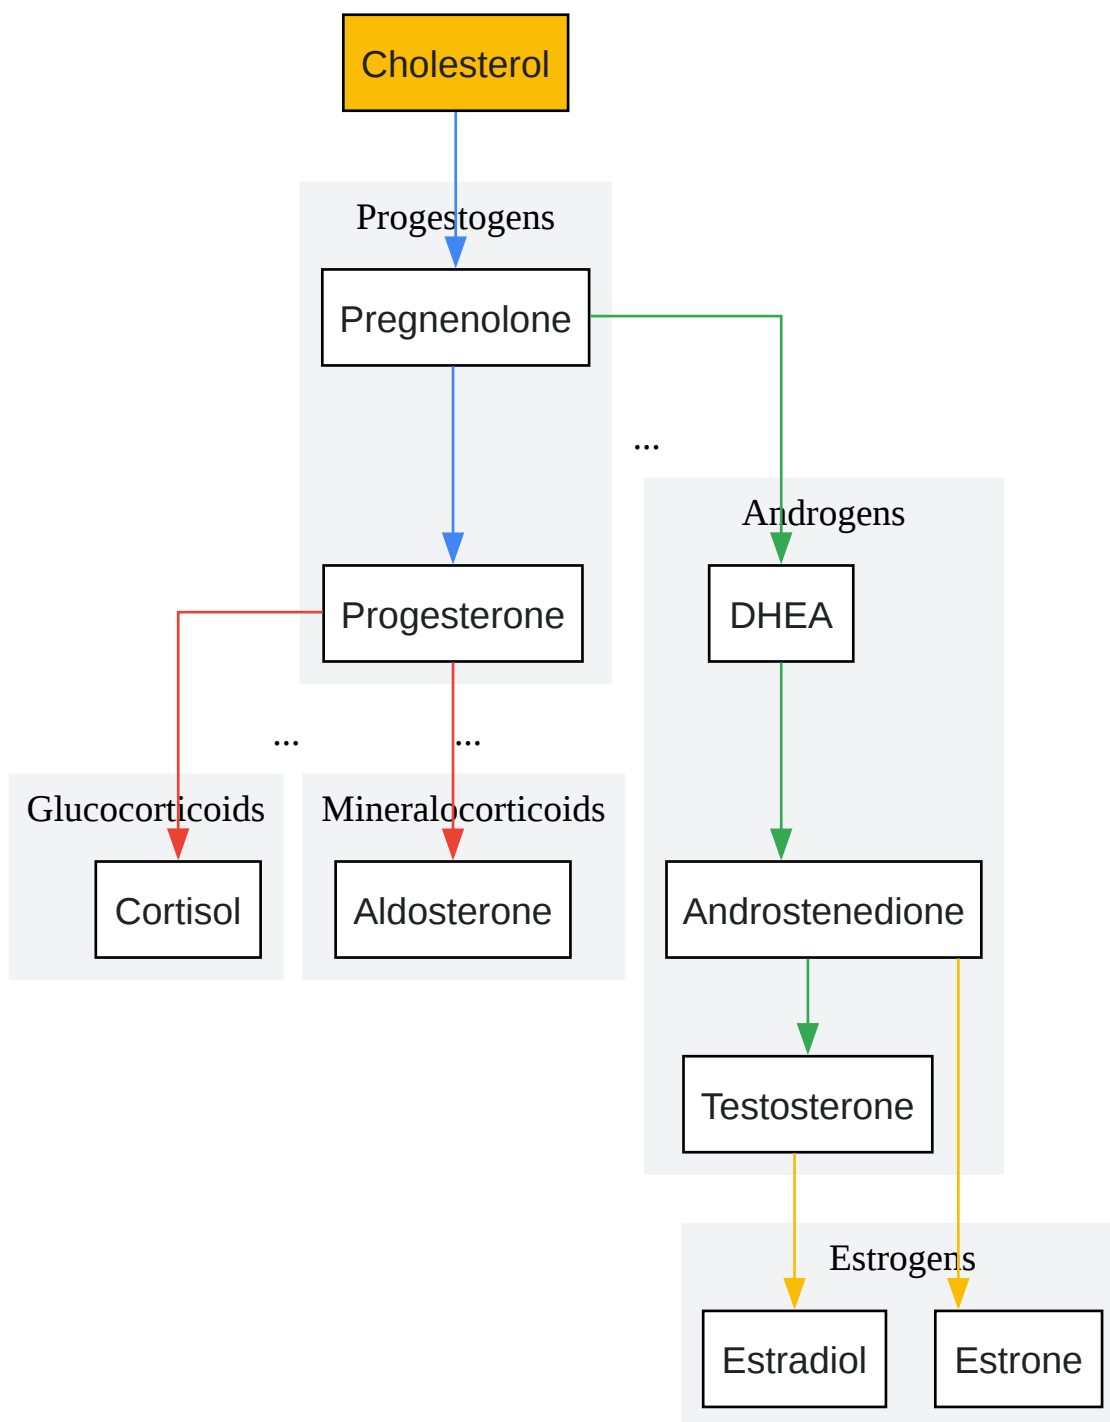 Cholesterol
Progestogens
Pregnenolone
...
Androgens
Progesterone
DHEA
...
...
Glucocorticoids
Mineralocorticoids
Cortisol
Aldosterone
Androstenedione
Testosterone
Estrogens
Estradiol
Estrone